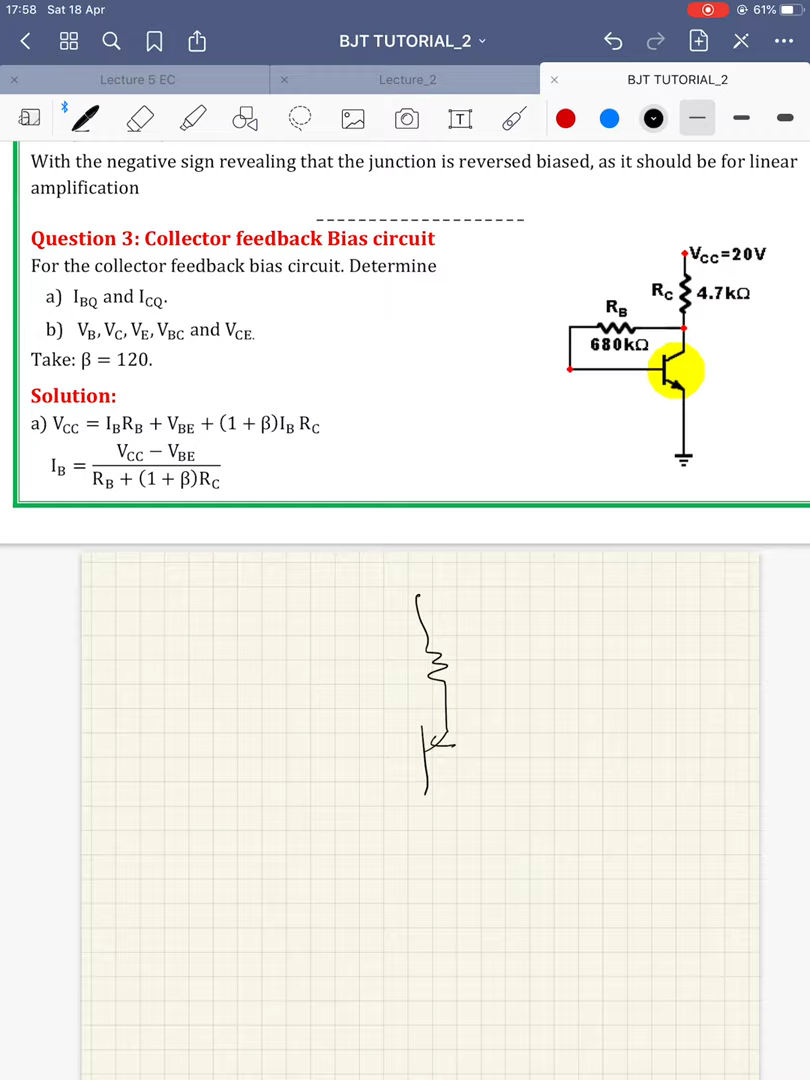 17:58 Sat 18 Apr
61%
BJT TUTORIAL_2
Lecture 5 EC
Lecture_2
BJT TUTORIAL_2
T
With the negative sign revealing that the junction is reversed biased, as it should be for linear
amplification
Question 3: Collector feedback Bias circuit
For the collector feedback bias circuit. Determine
a) I_BQ and I_CQ.
b) V_B, V_C, V_E, V_BC and V_CE.
Take: β = 120.
Solution:
a) V_CC = I_B R_B + V_BE + (1 + β)I_B R_C
I_B = (V_CC − V_BE) / (R_B + (1 + β)R_C)
V_CC=20V
R_C 4.7kΩ
R_B
680kΩ